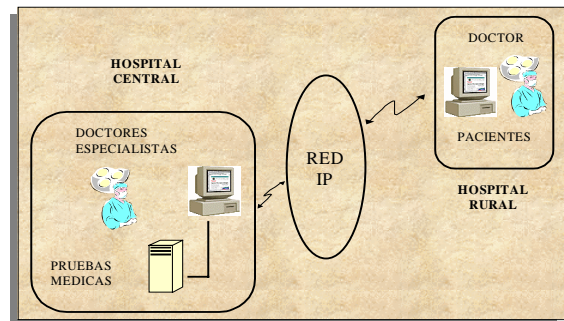 HOSPITAL
CENTRAL
DOCTORES
ESPECIALISTAS
PRUEBAS
MEDICAS
RED
IP
DOCTOR
PACIENTES
HOSPITAL
RURAL